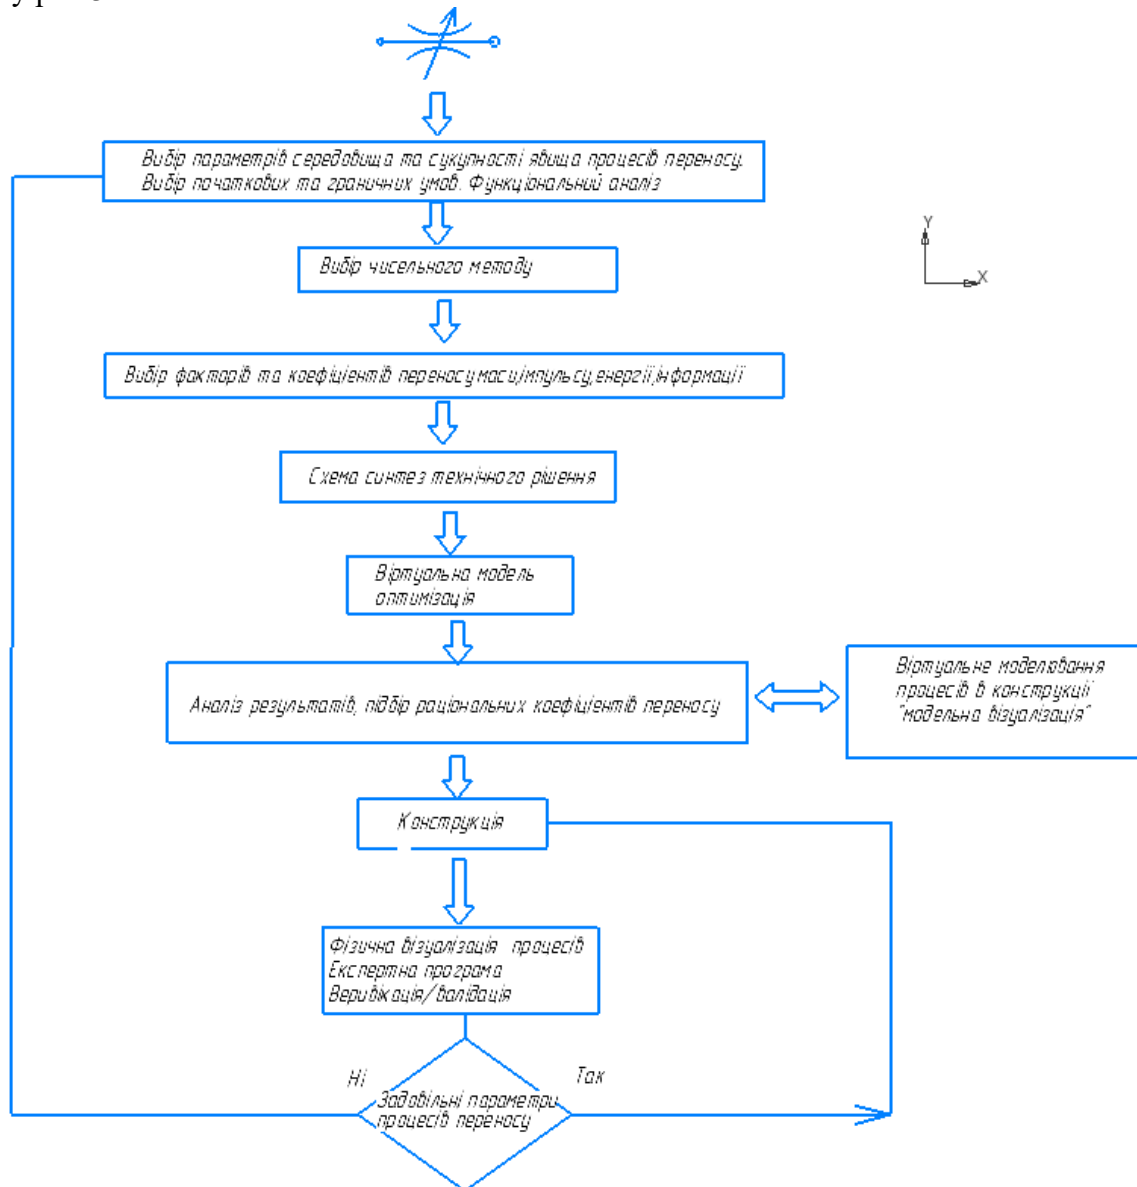 Вибір параметрів середовища та сукупності явища процесів переносу.
Вибір початкових та граничних умов. Функціональний аналіз
Y
X
Вибір чисельного методу
Вибір факторів та коефіцієнтів переносу маси,імпульсу,енергії,інформації
Схема синтез технічного рішення
Віртуальна модель
оптимізація
Аналіз результатів, підбір раціональних коефіцієнтів переносу
Віртуальне моделювання
процесів в конструкції
"модельна візуалізація"
Конструкція
Фізична візуалізація процесів
Експертна програма
Веривікація/валідація
Ні
Так
Задовільні параметри
процесів переносу